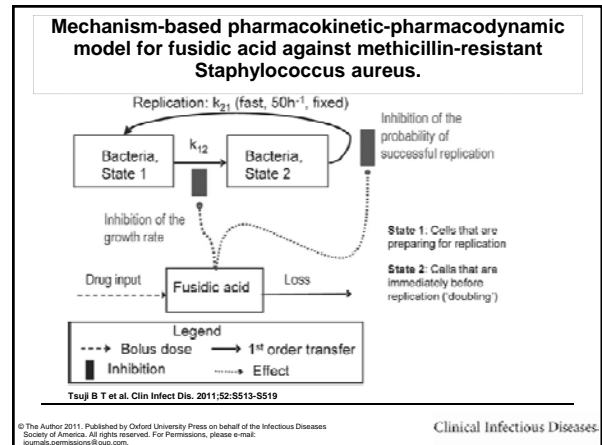 Mechanism-based pharmacokinetic-pharmacodynamic
model for fusidic acid against methicillin-resistant
Staphylococcus aureus.
Replication: k21 (fast, 50h-1, fixed)
Inhibition of the
probability of
successful replication
Bacteria,
State 1
k12
Bacteria,
State 2
Inhibition of the
growth rate
State 1: Cells that are
preparing for replication
State 2: Cells that are
immediately before
replication ('doubling')
Drug input
Fusidic acid
Loss
Legend
Bolus dose
1st order transfer
Inhibition
Effect
Tsuji B T et al. Clin Infect Dis. 2011;52:S513-S519
© The Author 2011. Published by Oxford University Press on behalf of the Infectious Diseases
Society of America. All rights reserved. For Permissions, please e-mail:
journals.permissions@oup.com.
Clinical Infectious Diseases